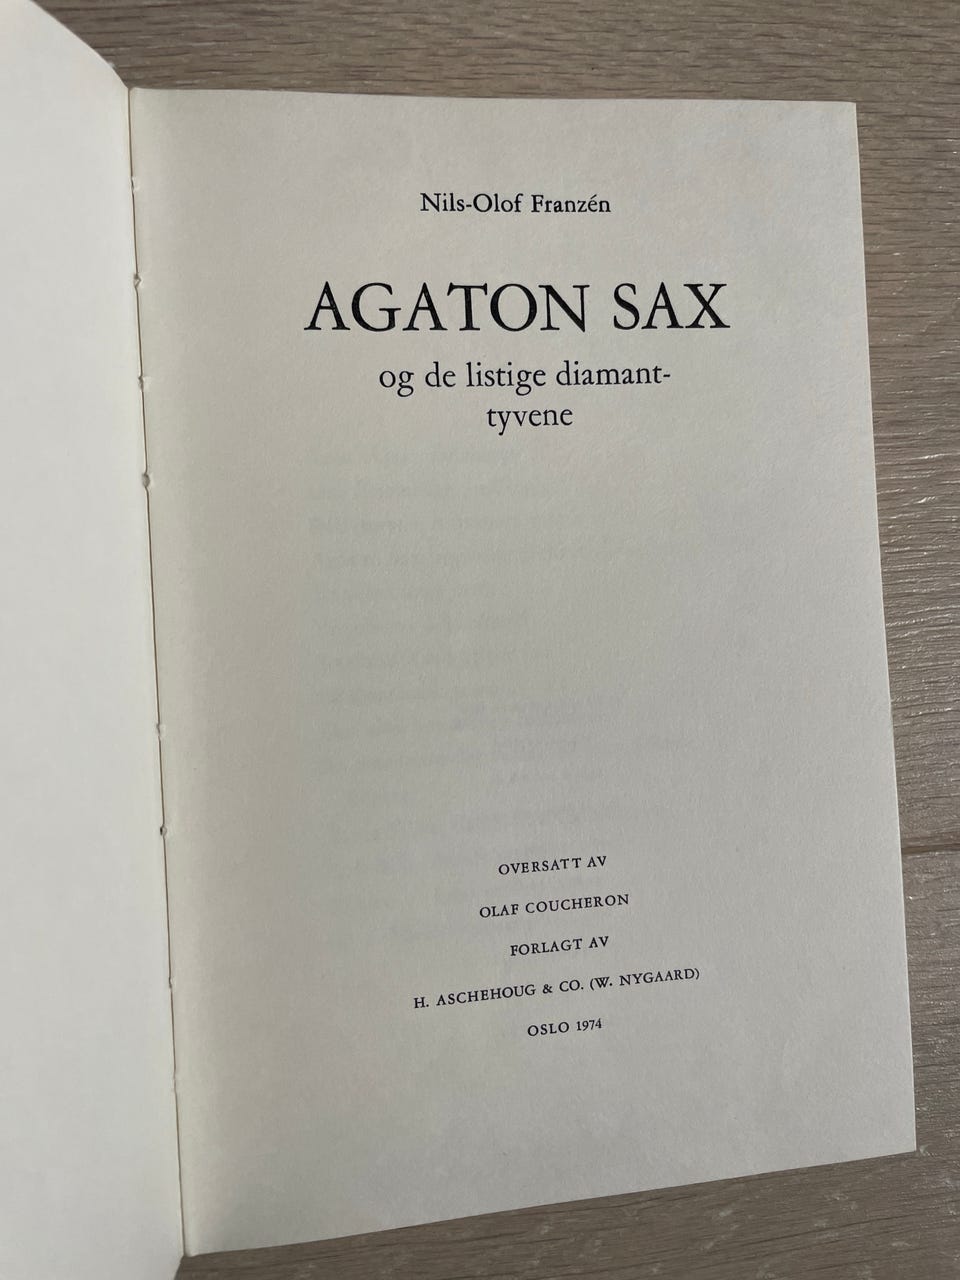 Nils-Olof Franzén
AGATON SAX
og de listige diamant-
tyvene
OVERSATT AV
OLAF COUCHERON
FORLAGT AV
H. ASCHEHOUG & CO. (W. NYGAARD)
OSLO 1974